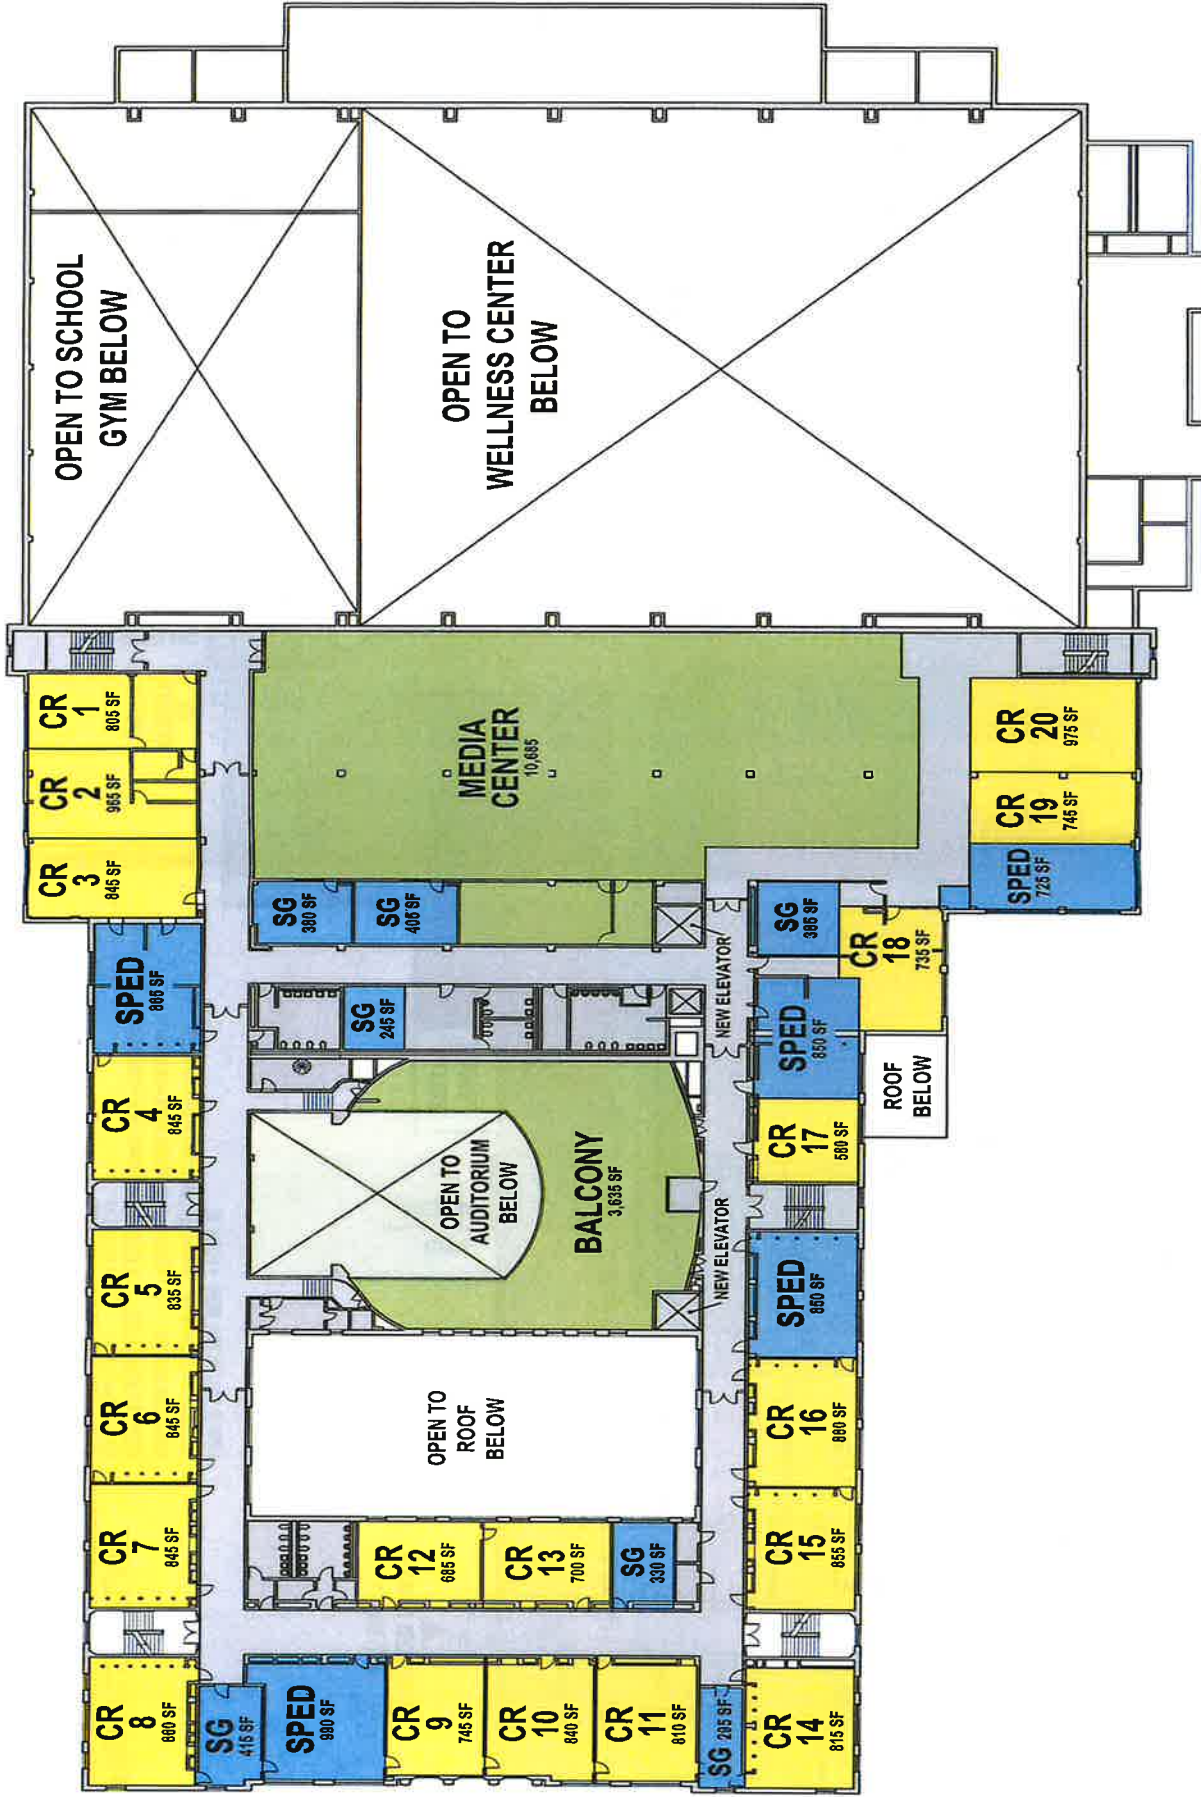 CR
8
860 SF
CR
7
845 SF
CR
6
845 SF
CR
5
835 SF
CR
4
845 SF
SPED
865 SF
CR
3
845 SF
CR
2
965 SF
CR
1
805 SF
OPEN TO SCHOOL
GYM BELOW
SG
415 SF
SPED
SF
CR
9
745 SF
CR
10
840 SF
CR
11
810 SF
SG
SF
CR
12
685 SF
CR
13
700 SF
SG
330 SF
OPEN TO
ROOF
BELOW
OPEN TO
AUDITORIUM
BELOW
BALCONY
3,635 SF
SG
245 SF
SG
380 SF
SG
405 SF
MEDIA
CENTER
10,685
OPEN TO
WELLNESS CENTER
BELOW
NEW ELEVATOR
NEW ELEVATOR
CR
14
815 SF
CR
15
855 SF
CR
16
880 SF
SPED
850 SF
CR
17
580 SF
SPED
850 SF
SG
385 SF
CR
18
735 SF
ROOF
BELOW
SPED
725 SF
CR
19
745 SF
CR
20
975 SF